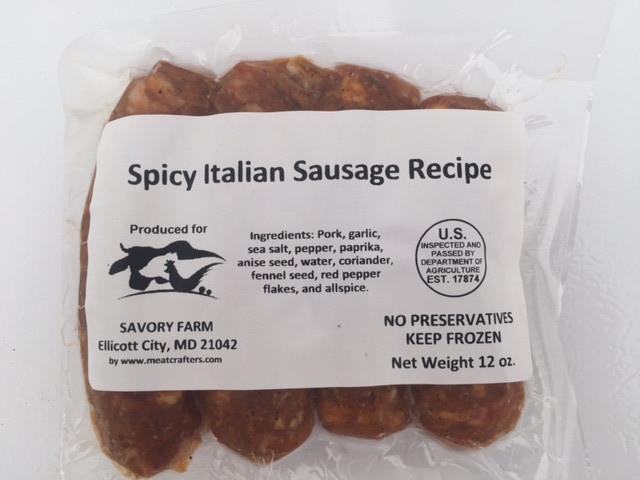 Spicy Italian Sausage Recipe
Produced for
SAVORY FARM
Ellicott City, MD 21042
by www.meatcrafters.com
Ingredients: Pork, garlic,
sea salt, pepper, paprika,
anise seed, water, coriander,
fennel seed, red pepper
flakes, and allspice.
U.S.
INSPECTED AND
PASSED BY
DEPARTMENT OF
AGRICULTURE
EST. 17874
NO PRESERVATIVES
KEEP FROZEN
Net Weight 12 oz.